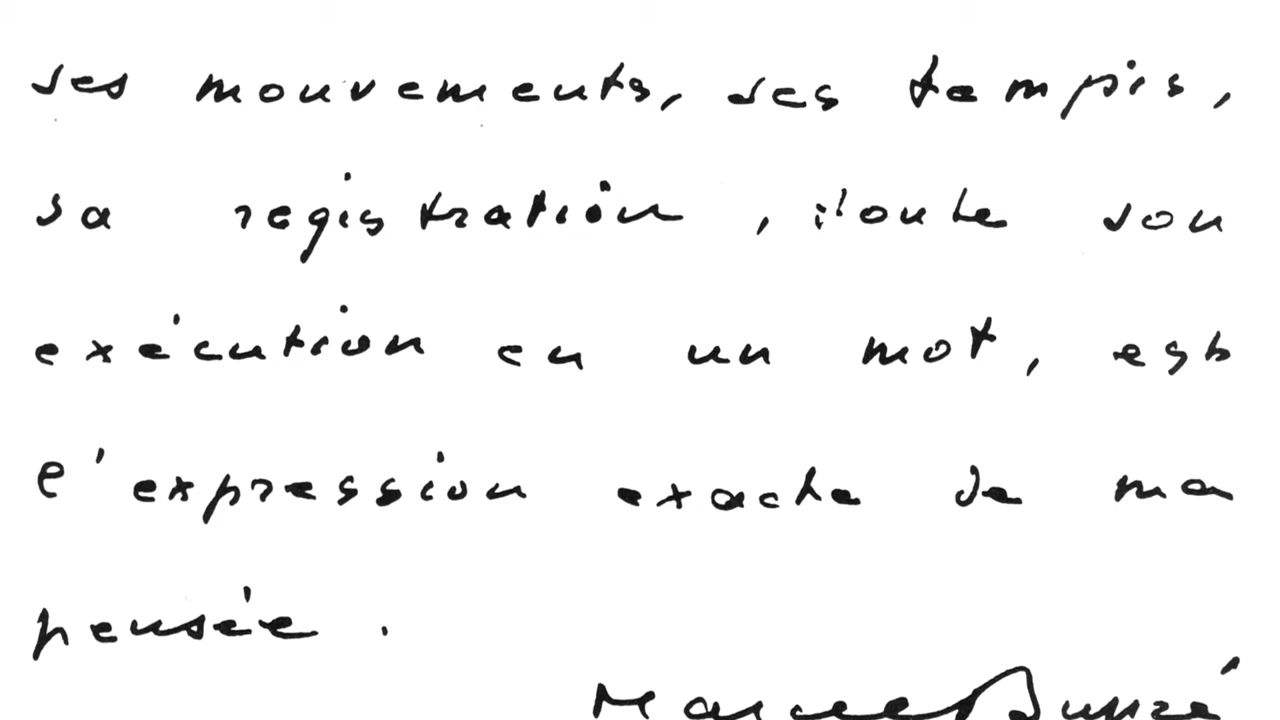 ses mouvements, ses tempis,
sa registration, toute son
exécution en un mot, est
l'expression exacte de ma
pensée.
Marcel Dupré